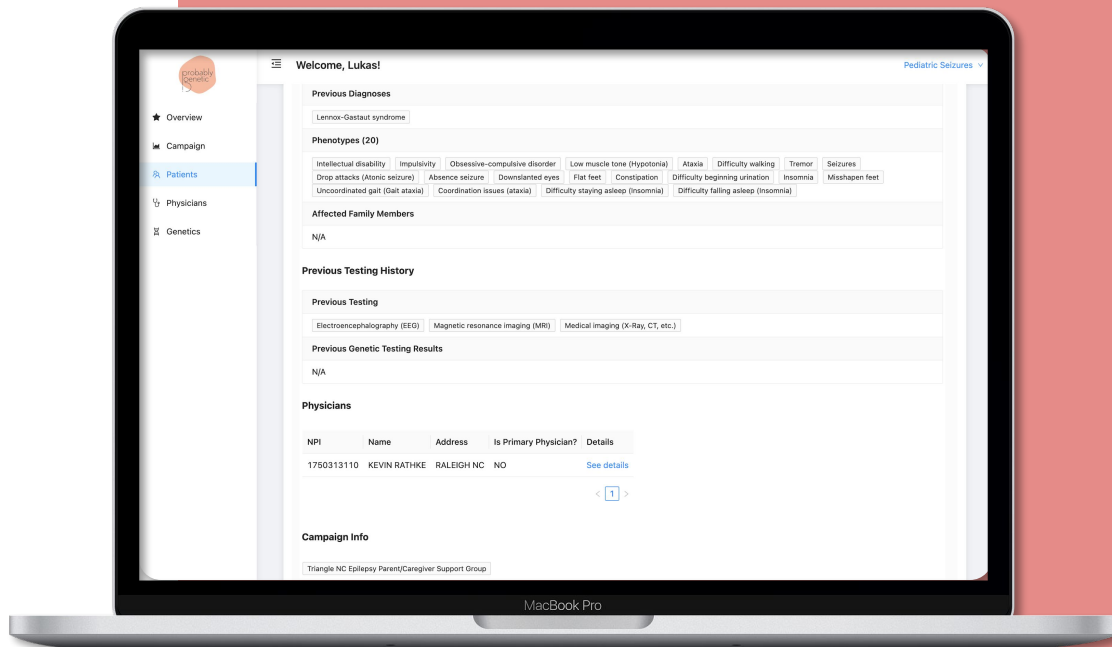 probably
genetic
Welcome, Lukas!
Pediatric Seizures
Overview
Campaign
Patients
Physicians
Genetics
Previous Diagnoses
Lennox-Gastaut syndrome
Phenotypes (20)
Intellectual disability Impulsivity Obsessive-compulsive disorder Low muscle tone (Hypotonia) Ataxia Difficulty walking Tremor Seizures
Drop attacks (Atonic seizure) Absence seizure Downslanted eyes Flat feet Constipation Difficulty beginning urination Insomnia Misshapen feet
Uncoordinated gait (Gait ataxia) Coordination issues (ataxia) Difficulty staying asleep (Insomnia) Difficulty falling asleep (Insomnia)
Affected Family Members
N/A
Previous Testing History
Previous Testing
Electroencephalography (EEG) Magnetic resonance imaging (MRI) Medical imaging (X-Ray, CT, etc.)
Previous Genetic Testing Results
N/A
Physicians
NPI Name Address Is Primary Physician? Details
1750313110 KEVIN RATHKE RALEIGH NC NO See details
< 1 >
Campaign Info
Triangle NC Epilepsy Parent/Caregiver Support Group
MacBook Pro